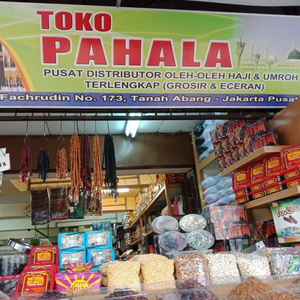 TOKO
PAHALA
PUSAT DISTRIBUTOR OLEH-OLEH HAJI & UMROH
TERLENGKAP (GROSIR & ECERAN)
Fachrudin No. 173, Tanah Abang - Jakarta Pusat